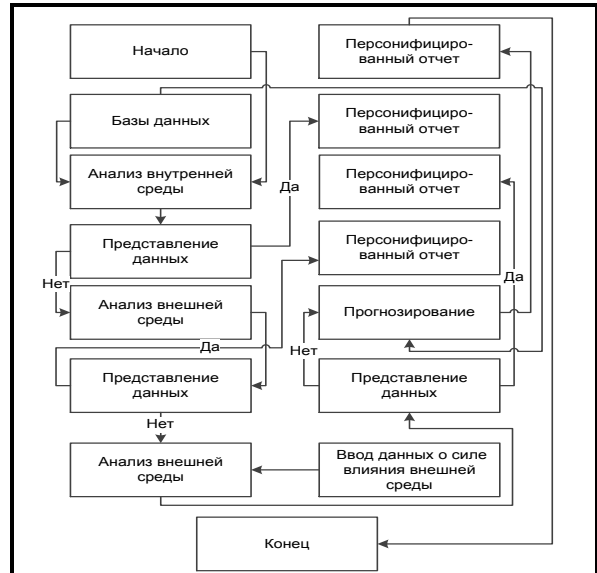 Начало
Персонифициро-
ванный отчет
Базы данных
Персонифициро-
ванный отчет
Анализ внутренней
среды
Персонифициро-
ванный отчет
Да
Представление
данных
Персонифициро-
ванный отчет
Нет
Да
Анализ внешней
среды
Прогнозирование
Да
Нет
Представление
данных
Представление
данных
Нет
Анализ внешней
среды
Ввод данных о силе
влияния внешней
среды
Конец